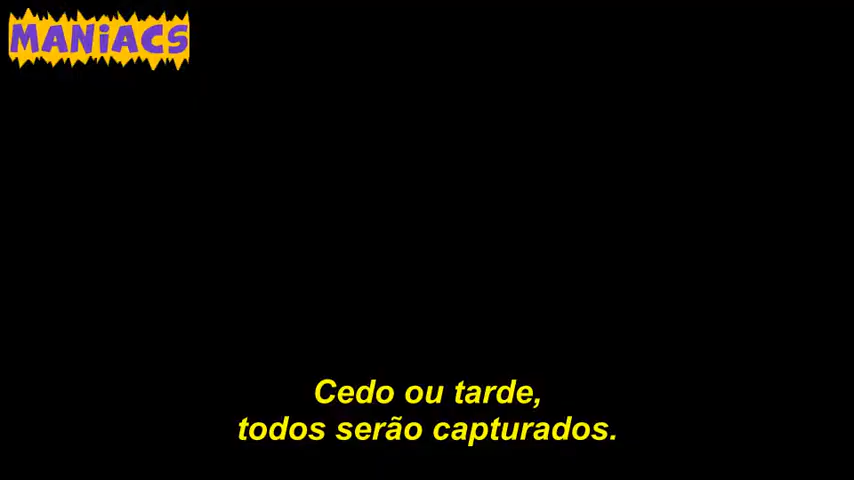 MANiACS
Cedo ou tarde,
todos serão capturados.